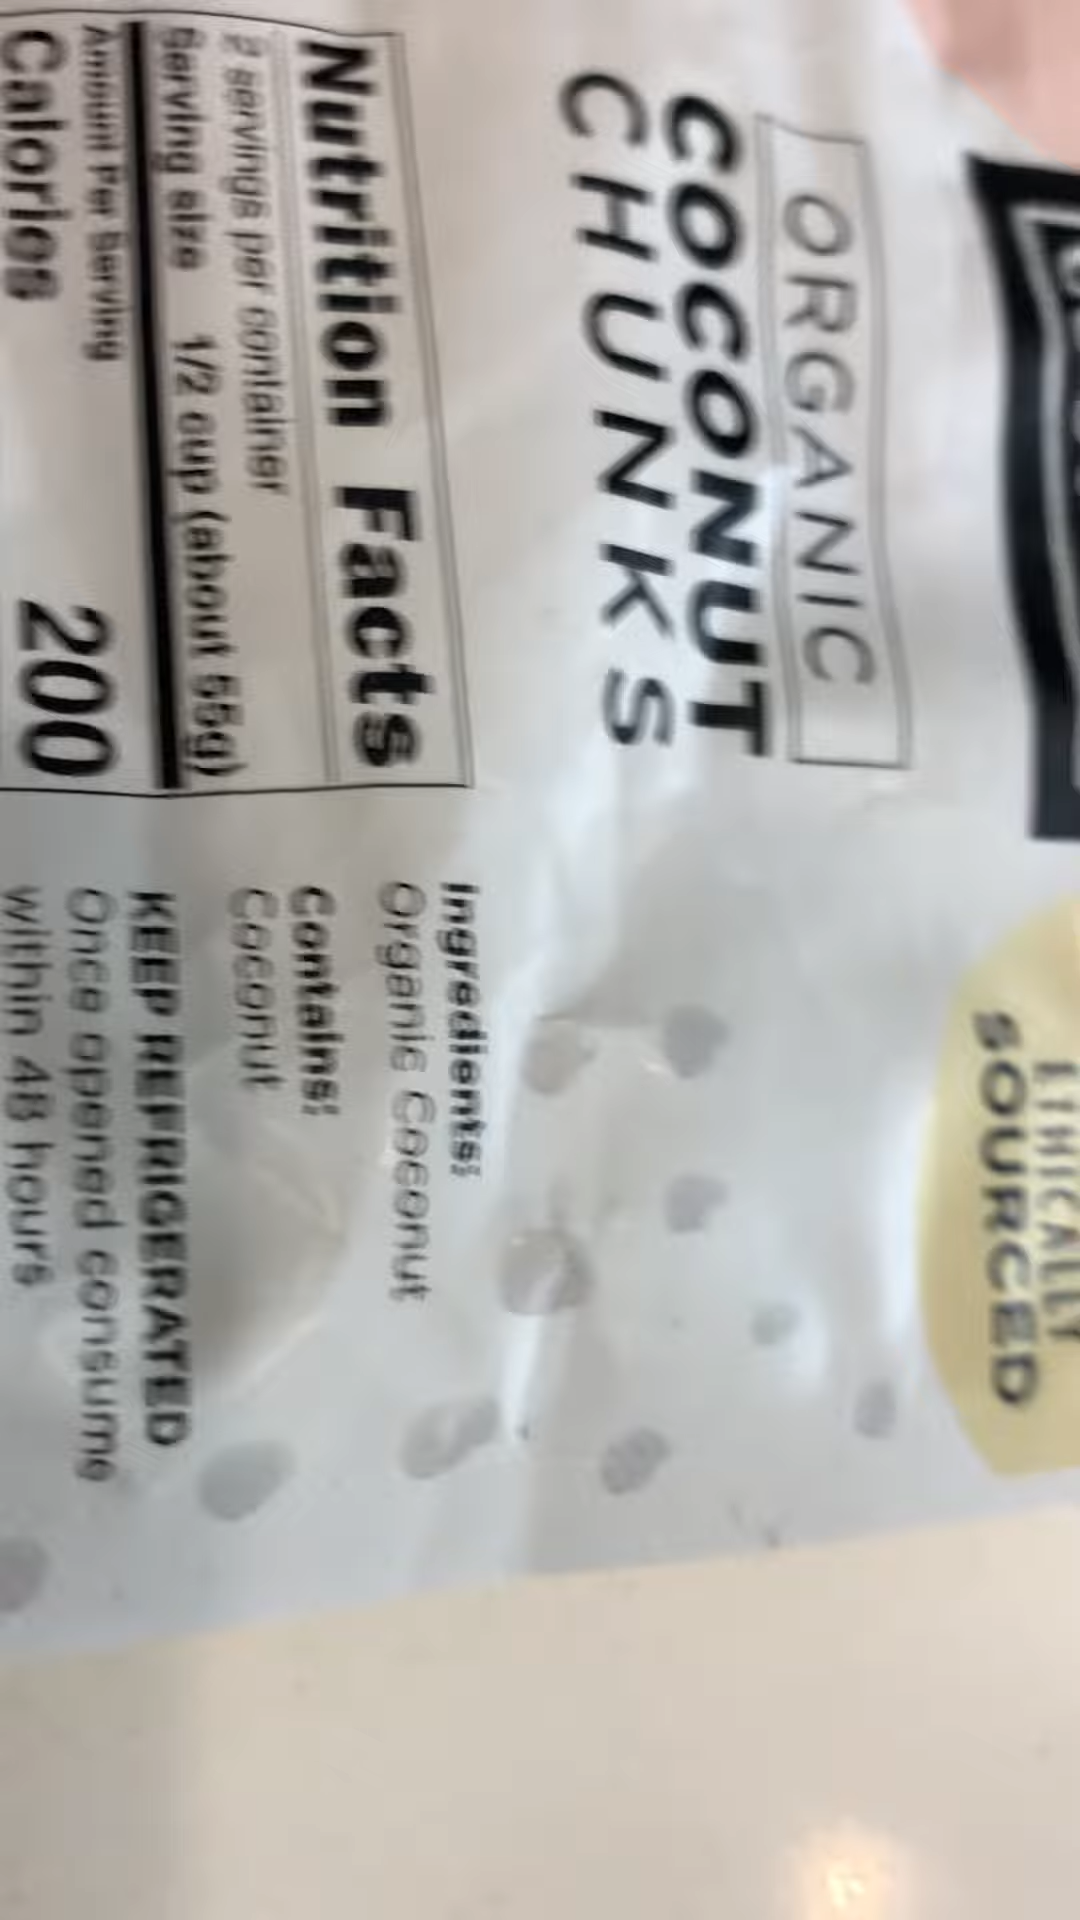 ORGANIC
COCONUT
CHUNKS
ETHICALLY
SOURCED
Nutrition Facts
2 servings per container
Serving size 1/2 cup (about 55g)
Amount Per Serving
Calories 200
Ingredients:
Organic Coconut
Contains:
Coconut
KEEP REFRIGERATED
Once opened consume
within 48 hours